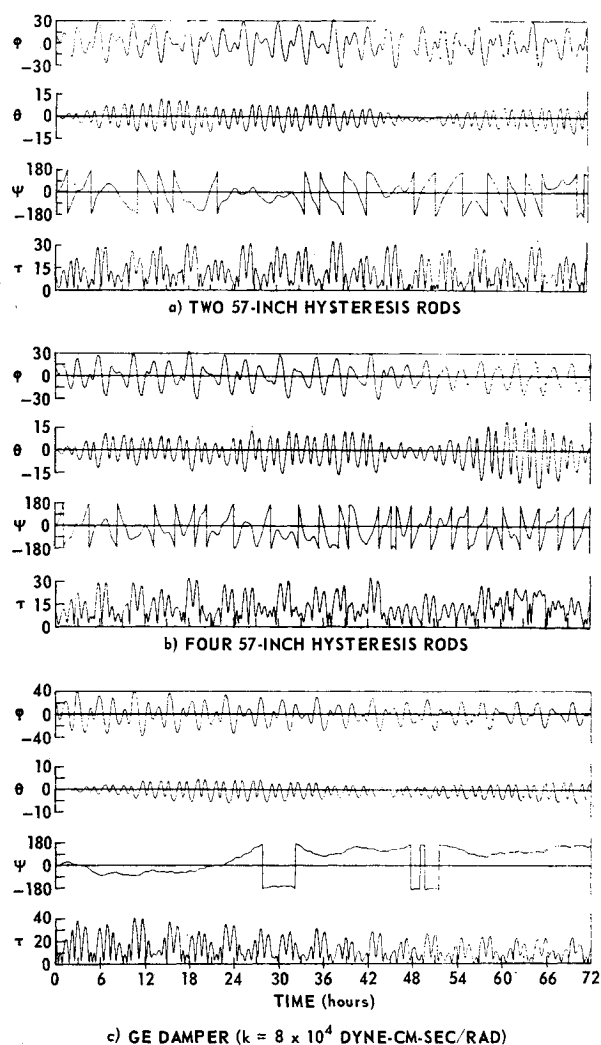 φ 30 0 −30
θ 15 0 −15
Ψ 180 0 −180
τ 30 15 0
a) TWO 57-INCH HYSTERESIS RODS
φ 30 0 −30
θ 15 0 −15
Ψ 180 0 −180
τ 30 15 0
b) FOUR 57-INCH HYSTERESIS RODS
φ 40 0 −40
θ 10 0 −10
Ψ 180 0 −180
τ 40 20 0
0 6 12 18 24 30 36 42 48 54 60 66 72
TIME (hours)
c) GE DAMPER (k = 8 x 10⁴ DYNE-CM-SEC/RAD)